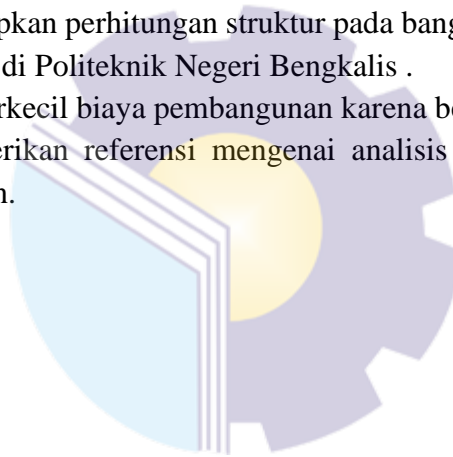 pkan perhitungan struktur pada bang
di Politeknik Negeri Bengkalis .
rkecil biaya pembangunan karena be
erikan referensi mengenai analisis
n.